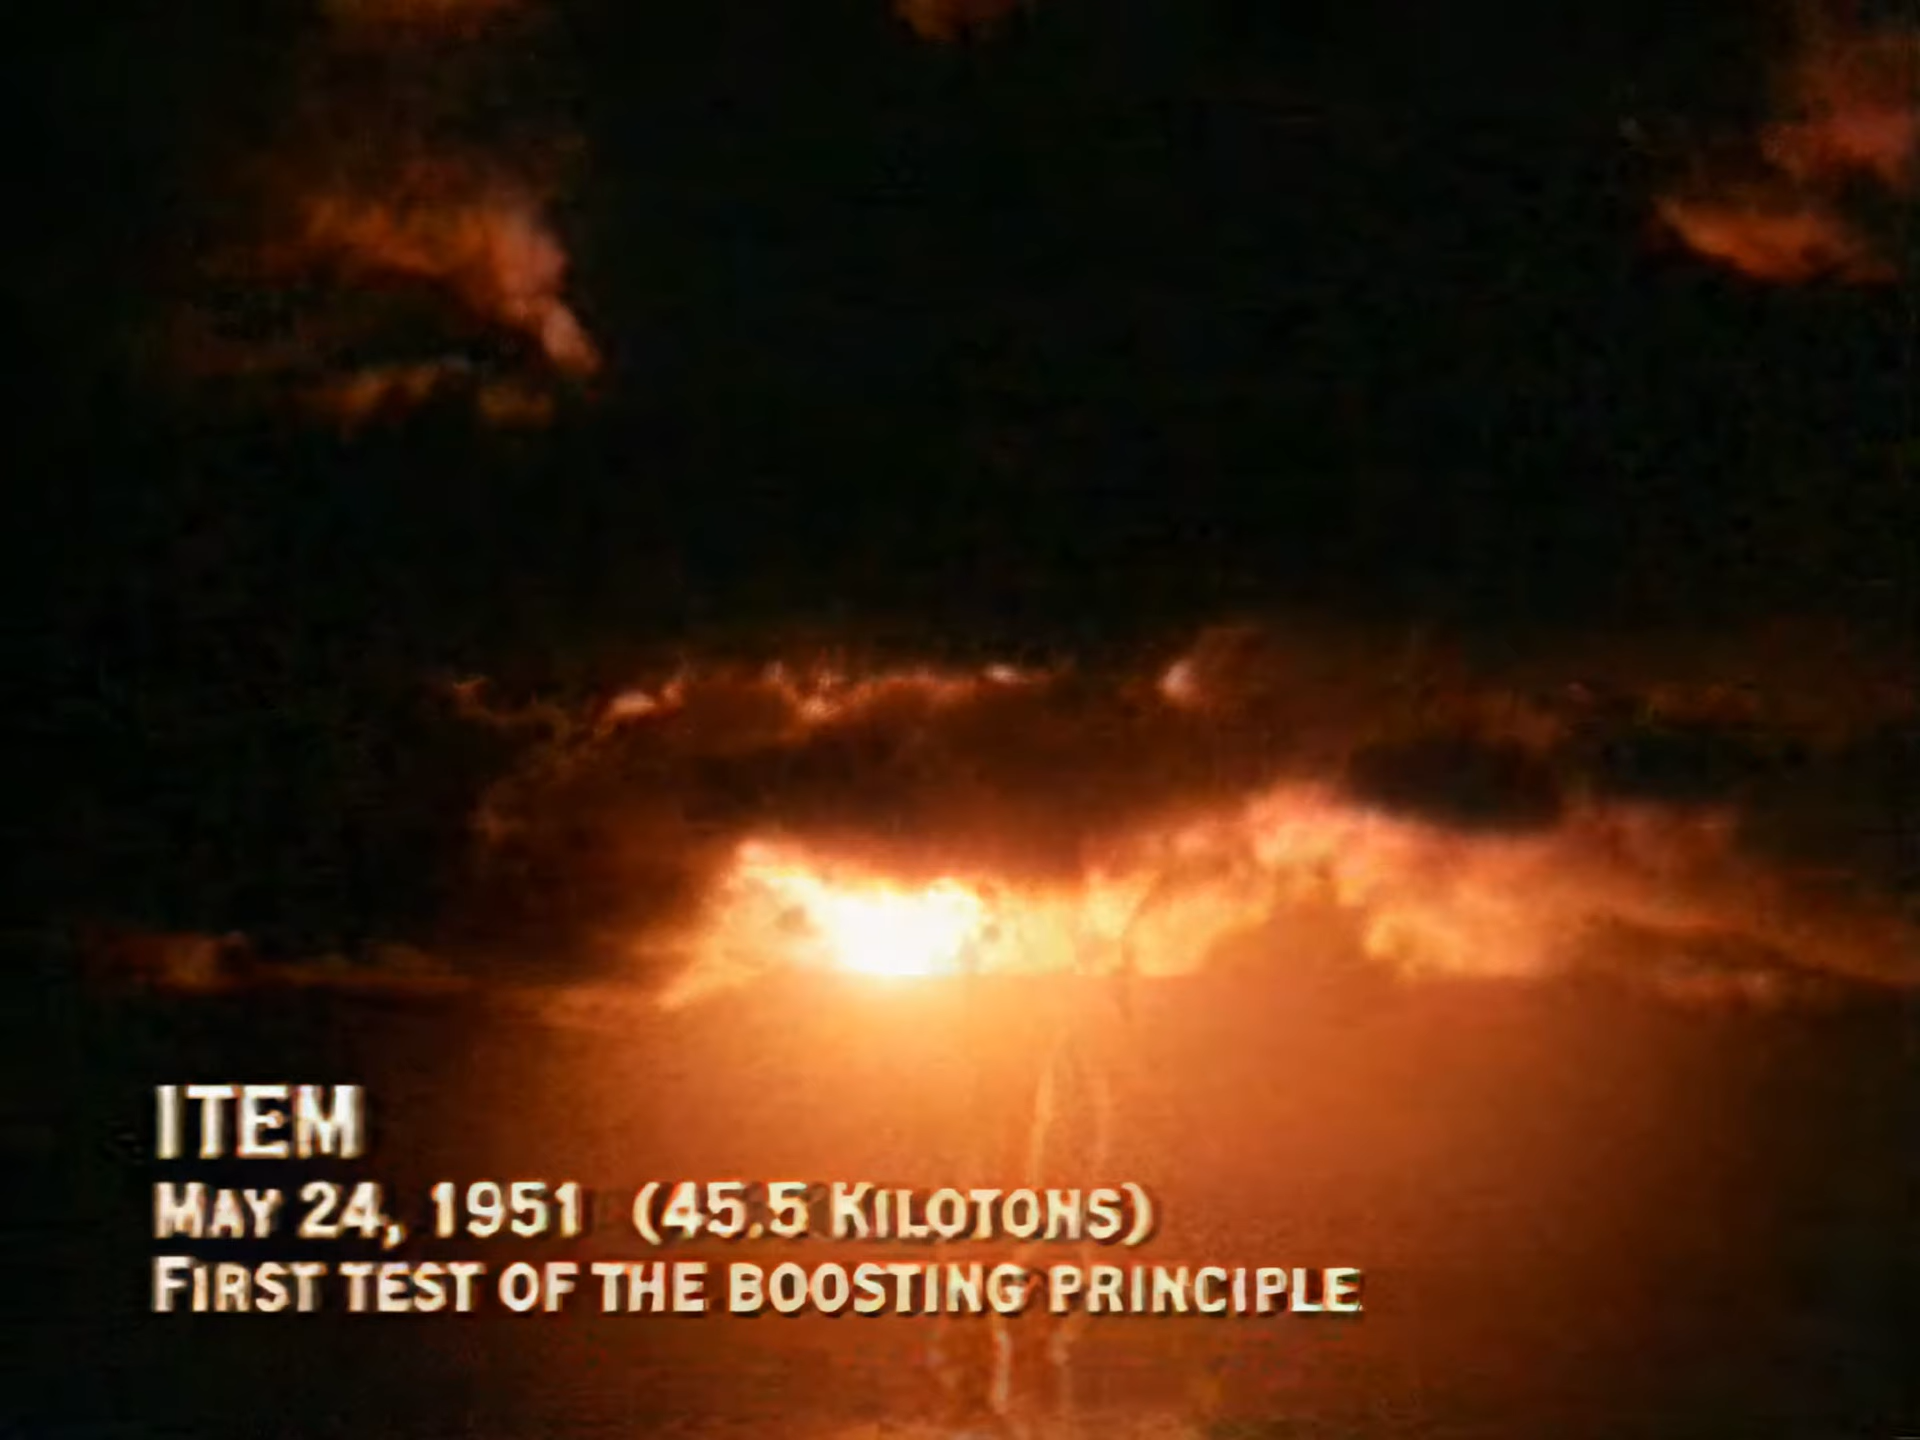 ITEM
MAY 24, 1951 (45.5 KILOTONS)
FIRST TEST OF THE BOOSTING PRINCIPLE